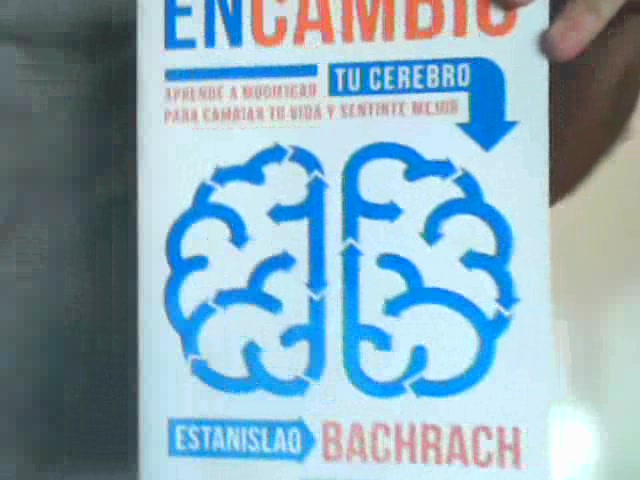 ENCAMBIO
APRENDE A MODIFICAR TU CEREBRO
PARA CAMBIAR TU VIDA Y SENTIRTE MEJOR
ESTANISLAO BACHRACH